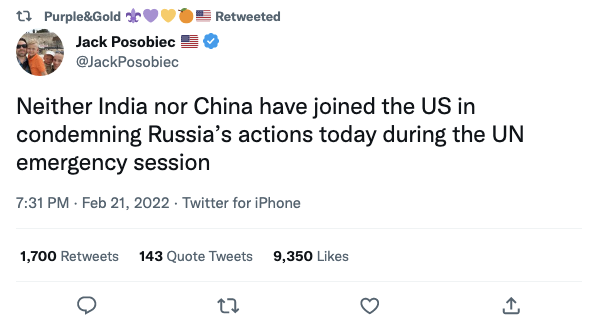 Purple&Gold ⚜️💜💛🍊🇺🇸 Retweeted
Jack Posobiec 🇺🇸
@JackPosobiec
Neither India nor China have joined the US in
condemning Russia’s actions today during the UN
emergency session
7:31 PM · Feb 21, 2022 · Twitter for iPhone
1,700 Retweets 143 Quote Tweets 9,350 Likes